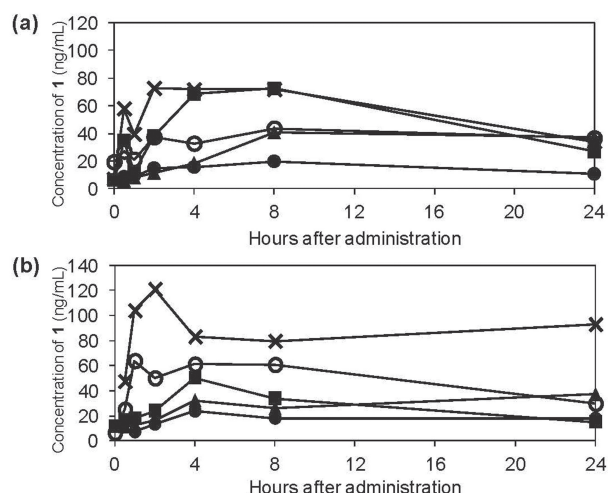 (a)
Concentration of 1 (ng/mL)
120
100
80
60
40
20
0
0 4 8 12 16 20 24
Hours after administration
(b)
Concentration of 1 (ng/mL)
140
120
100
80
60
40
20
0
0 4 8 12 16 20 24
Hours after administration